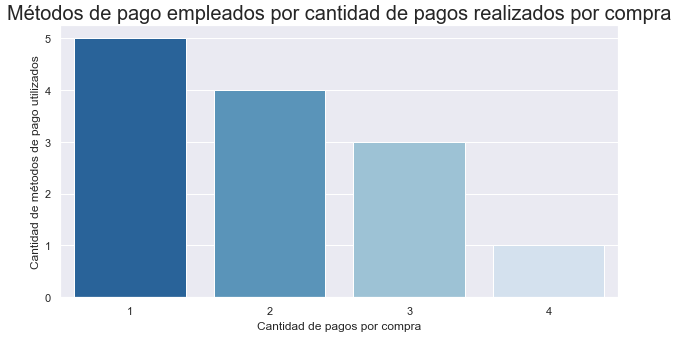 Métodos de pago empleados por cantidad de pagos realizados por compra
Cantidad de métodos de pago utilizados
5
4
3
2
1
0
1 2 3 4
Cantidad de pagos por compra